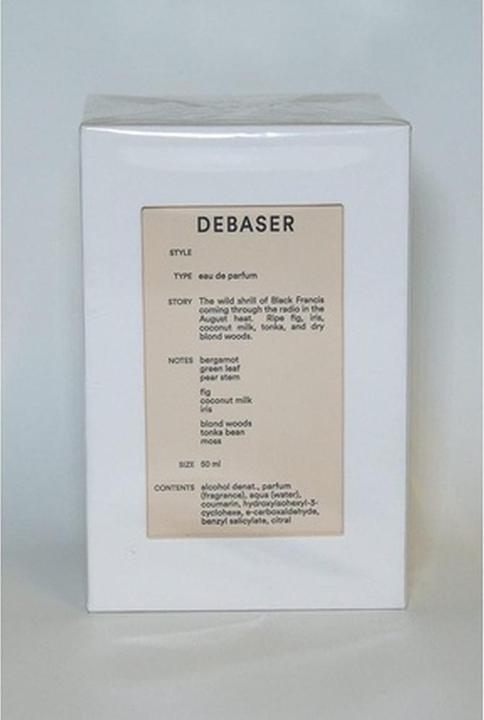 DEBASER
STYLE
TYPE eau de parfum
STORY The wild shrill of Black Francis
coming through the radio in the
August heat. Ripe fig, iris,
coconut milk, tonka, and dry
blond woods.
NOTES bergamot
green leaf
pear stem
fig
coconut milk
iris
blond woods
tonka bean
moss
SIZE 50 ml
CONTENTS alcohol denat., parfum
(fragrance), aqua (water),
coumarin, hydroxyisohexyl-3-
cyclohexe, e-carboxaldehyde,
benzyl salicylate, citral